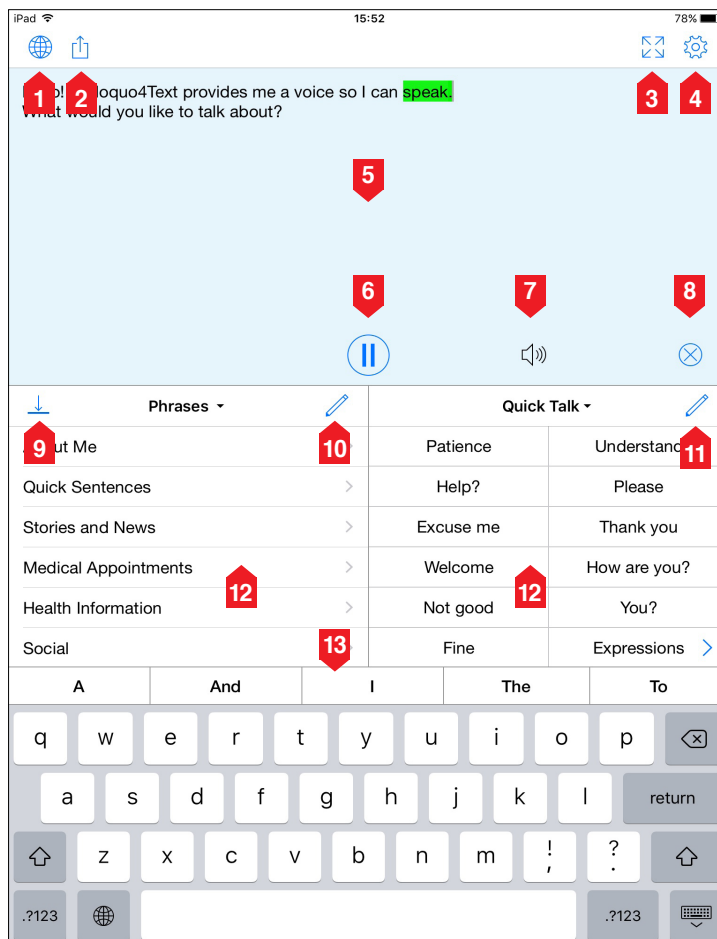 iPad 15:52 78%
1 2 3 4
o! loquo4Text provides me a voice so I can speak.
What would you like to talk about?
5
6 7 8
Phrases Quick Talk
9 10 11
ut Me Patience Understand
Quick Sentences Help? Please
Stories and News Excuse me Thank you
Medical Appointments Welcome How are you?
12 12
Health Information Not good You?
Social 13 Fine Expressions
A And I The To
q w e r t y u i o p
a s d f g h j k l return
z x c v b n m ! , ? .
.?123 .?123